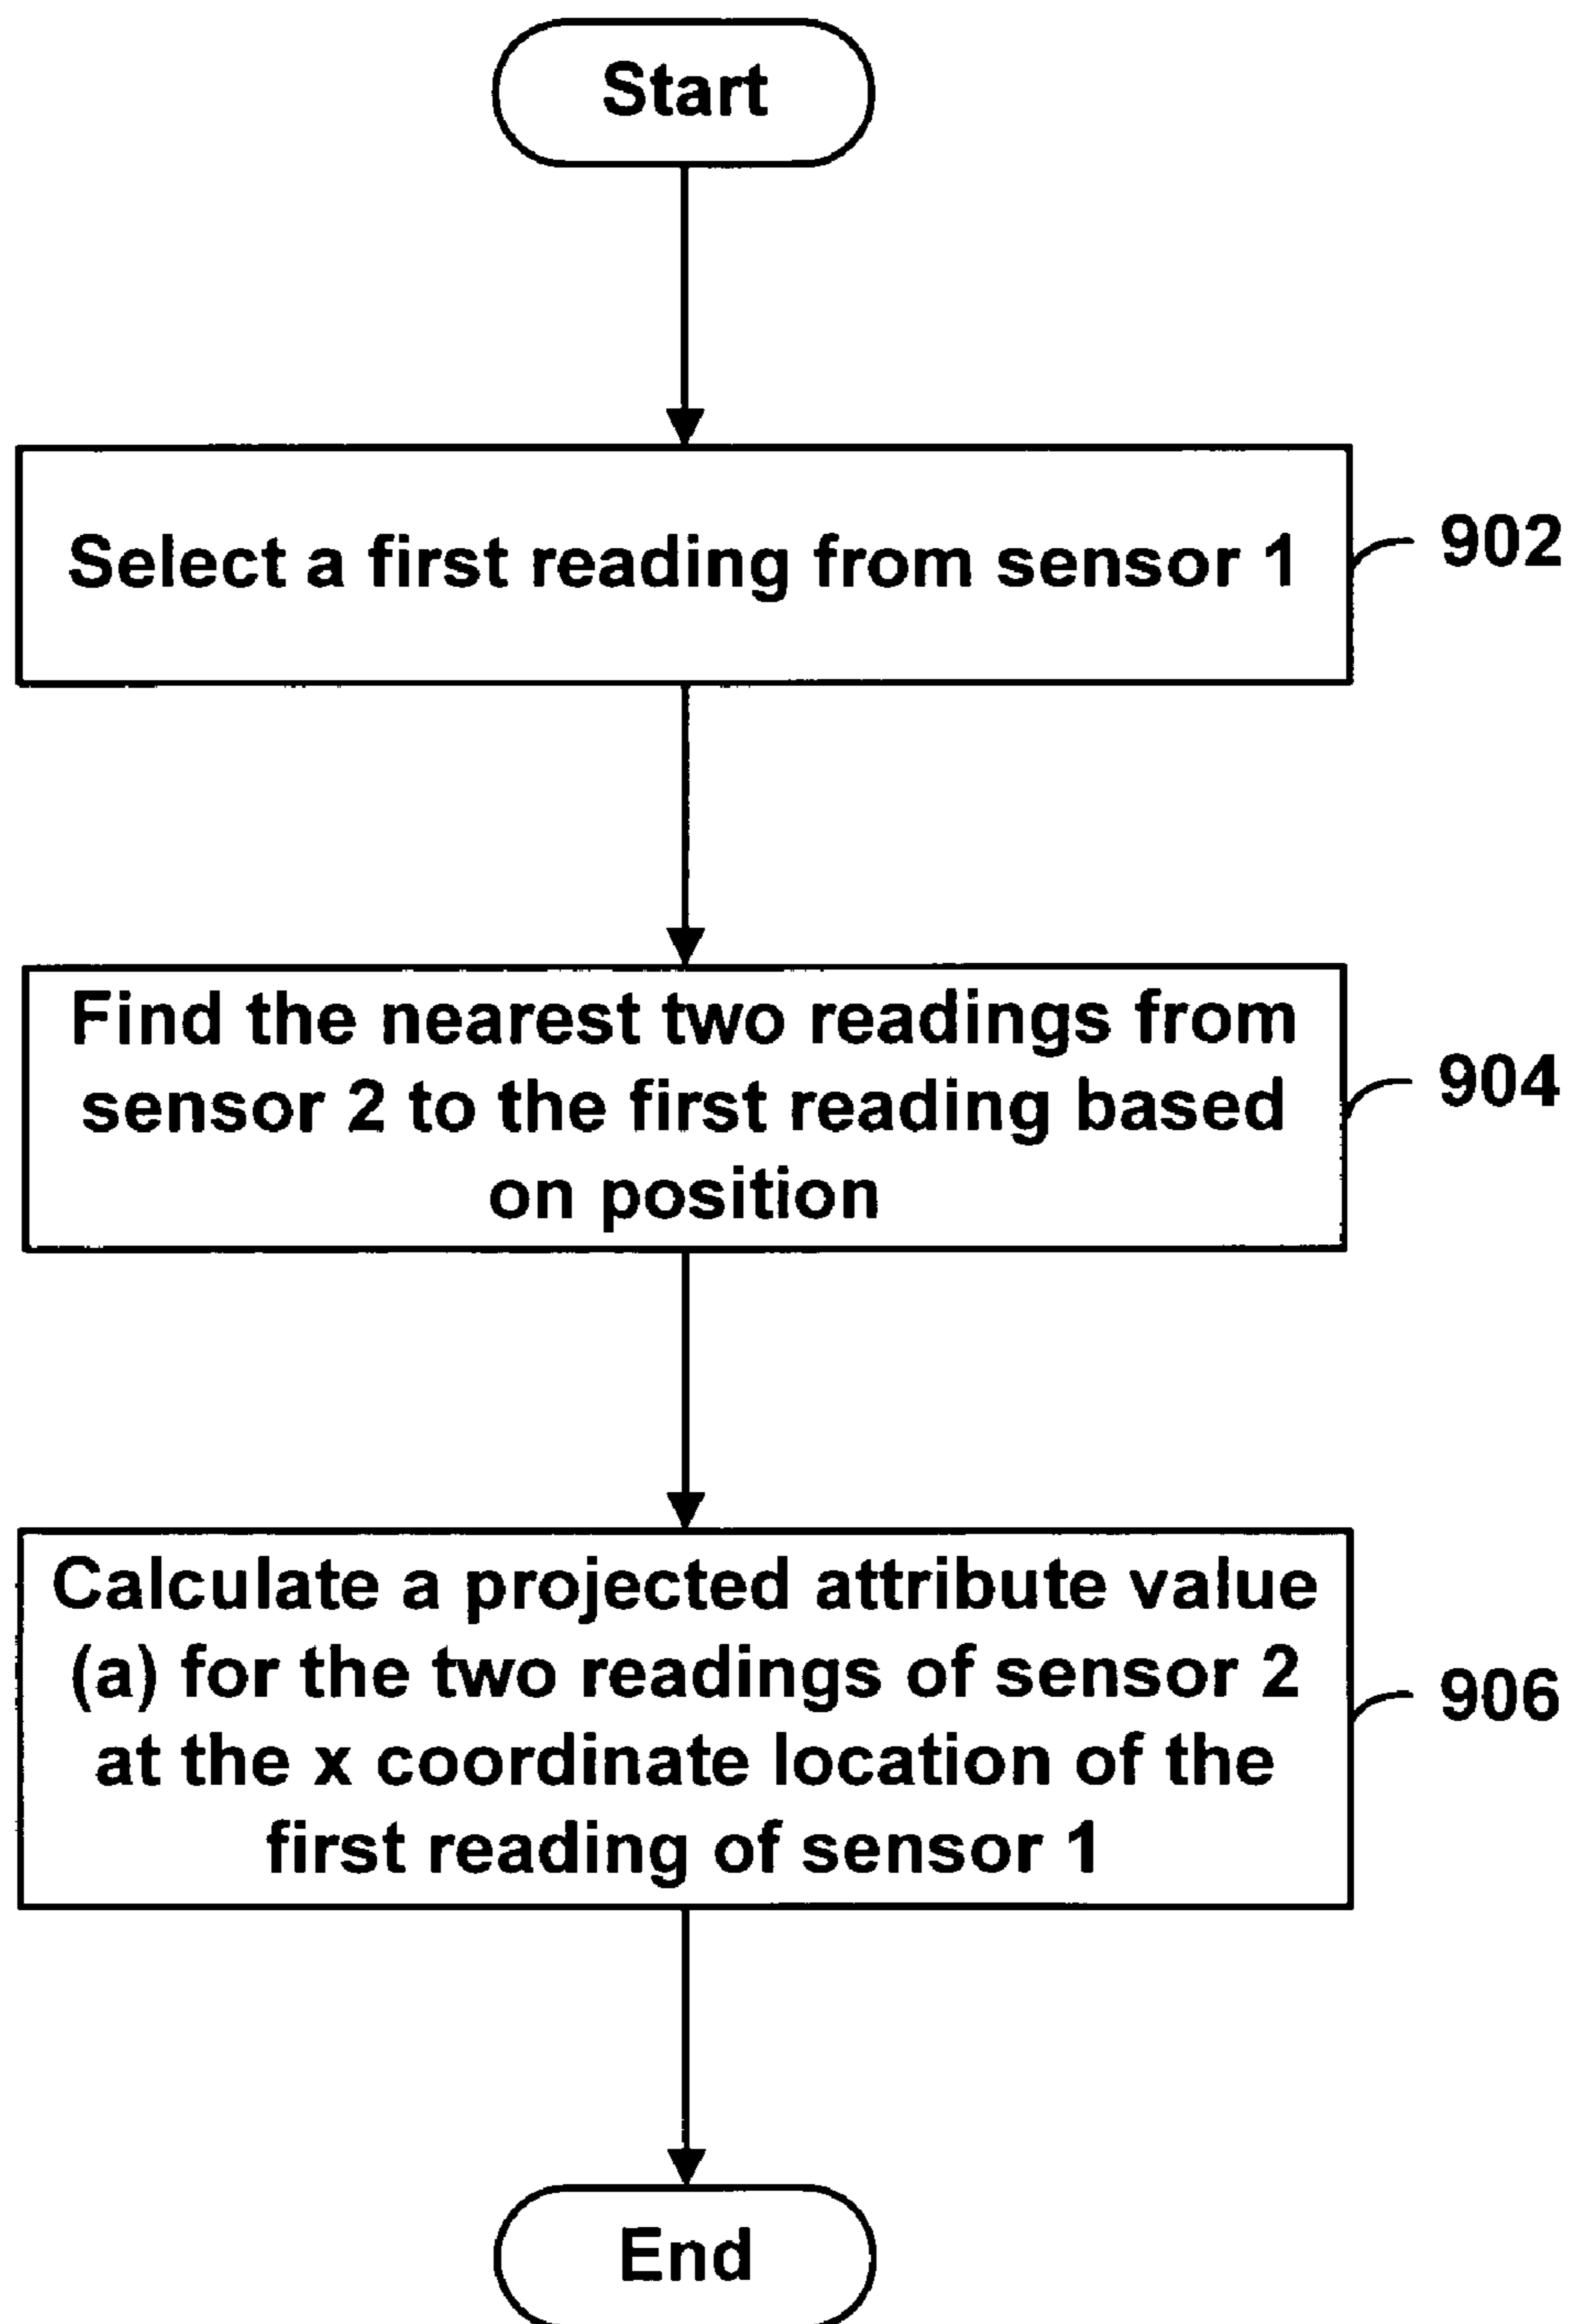 Start
Select a first reading from sensor 1
902
Find the nearest two readings from
sensor 2 to the first reading based
on position
904
Calculate a projected attribute value
(a) for the two readings of sensor 2
at the x coordinate location of the
first reading of sensor 1
906
End